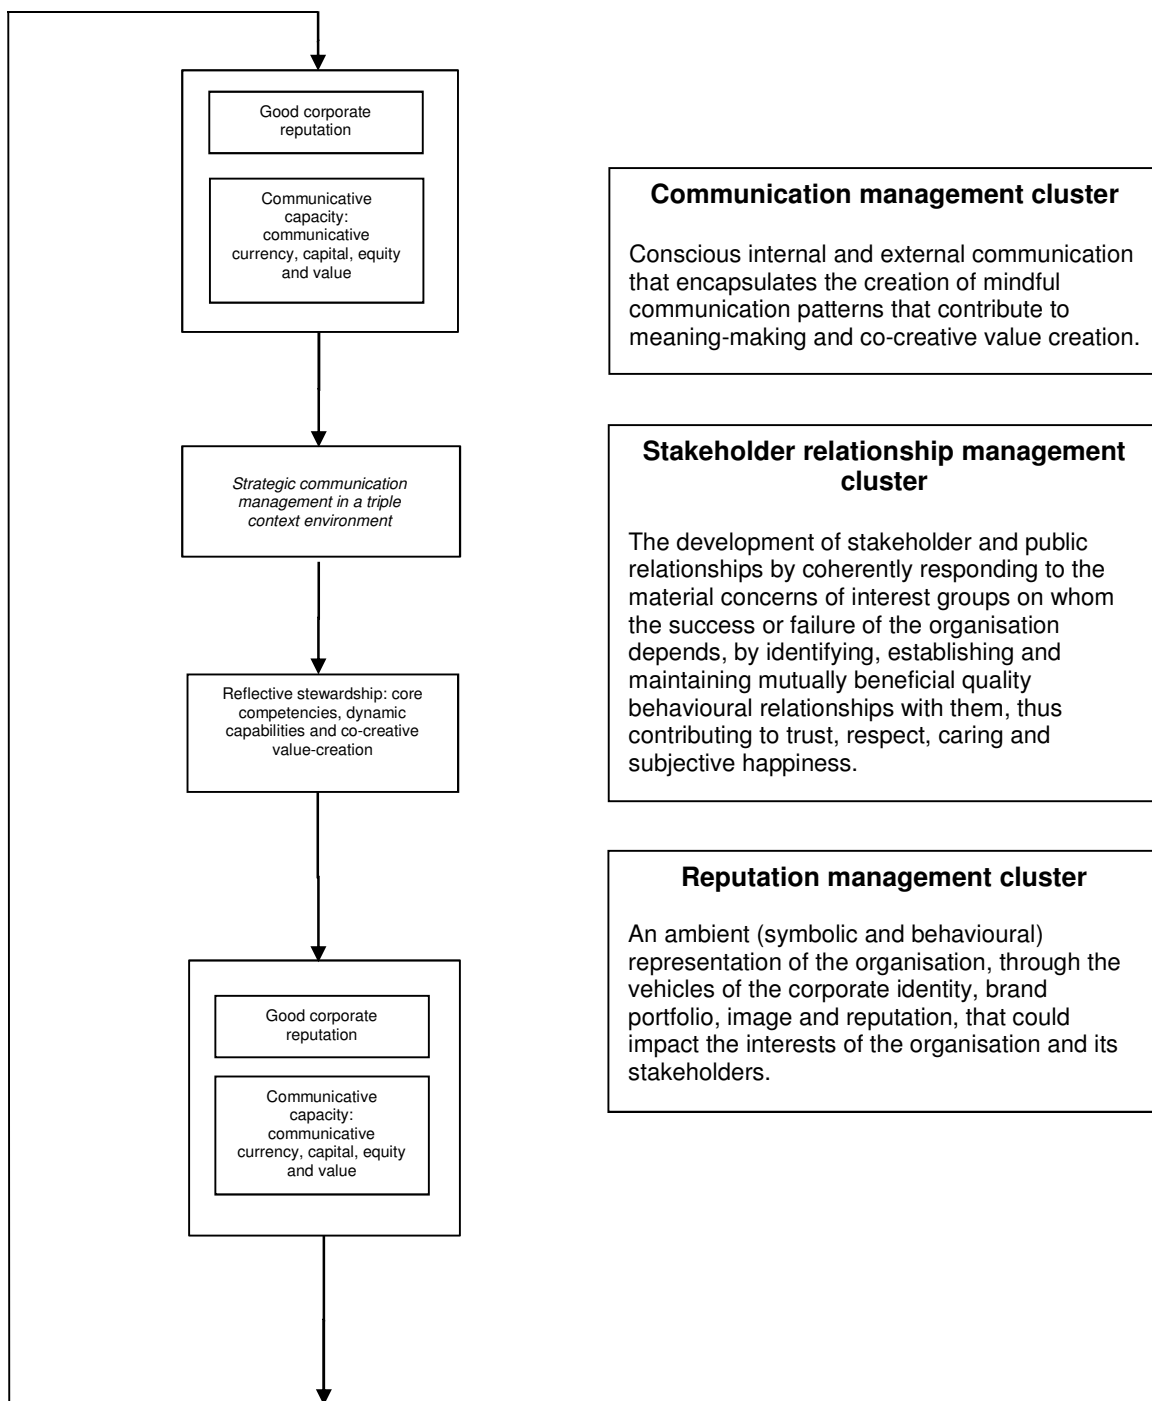 Good corporate
reputation
Communicative
capacity:
communicative
currency, capital, equity
and value
Strategic communication
management in a triple
context environment
Reflective stewardship: core
competencies, dynamic
capabilities and co-creative
value-creation
Good corporate
reputation
Communicative
capacity:
communicative
currency, capital, equity
and value
Communication management cluster
Conscious internal and external communication
that encapsulates the creation of mindful
communication patterns that contribute to
meaning-making and co-creative value creation.
Stakeholder relationship management
cluster
The development of stakeholder and public
relationships by coherently responding to the
material concerns of interest groups on whom
the success or failure of the organisation
depends, by identifying, establishing and
maintaining mutually beneficial quality
behavioural relationships with them, thus
contributing to trust, respect, caring and
subjective happiness.
Reputation management cluster
An ambient (symbolic and behavioural)
representation of the organisation, through the
vehicles of the corporate identity, brand
portfolio, image and reputation, that could
impact the interests of the organisation and its
stakeholders.